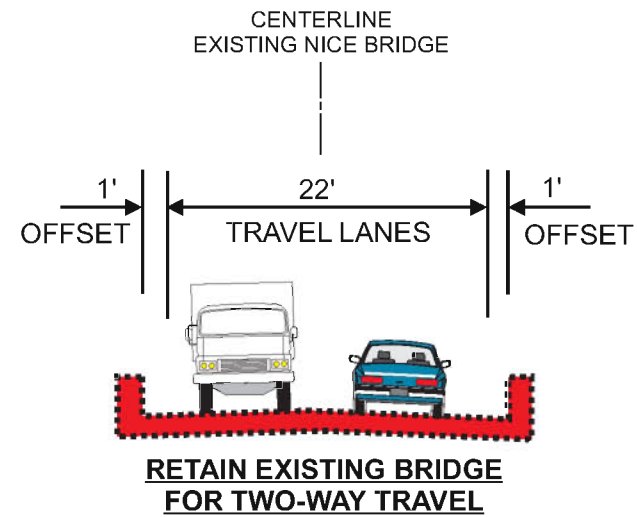 CENTERLINE
EXISTING NICE BRIDGE
1'
22'
1'
OFFSET
TRAVEL LANES
OFFSET
RETAIN EXISTING BRIDGE
FOR TWO-WAY TRAVEL